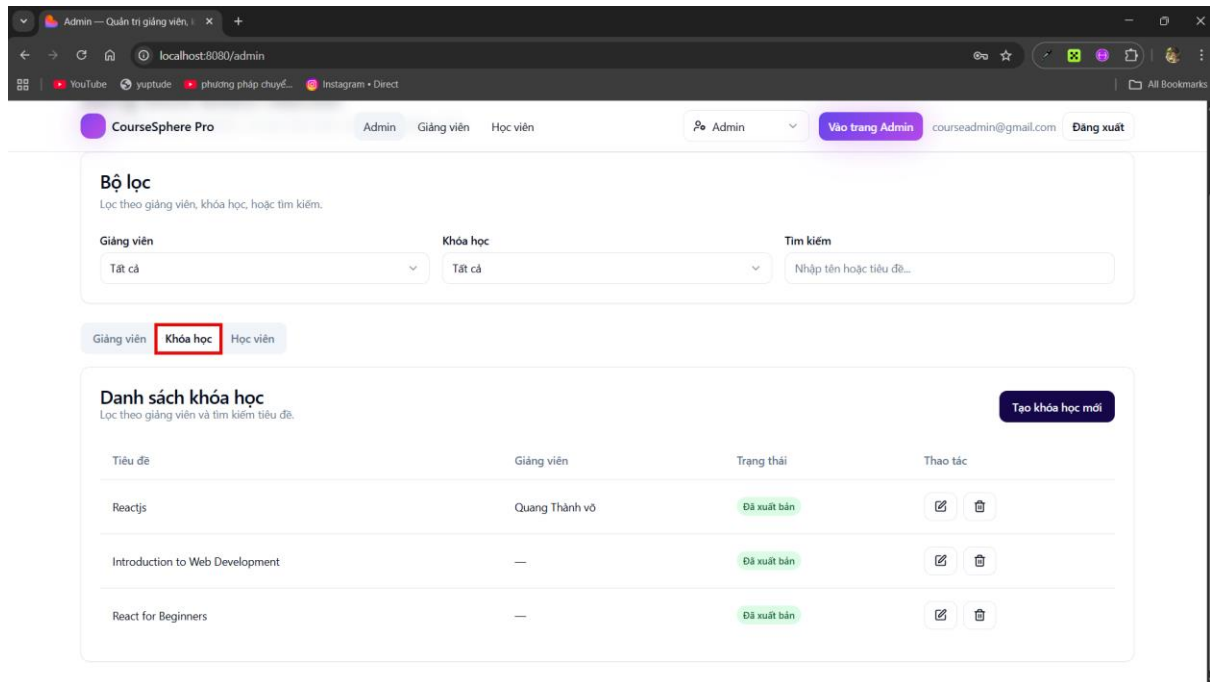 Admin — Quản trị giảng viên,
localhost:8080/admin
YouTube yuptude phương pháp chuyể... Instagram • Direct All Bookmarks
CourseSphere Pro Admin Giảng viên Học viên Admin Vào trang Admin courseadmin@gmail.com Đăng xuất
Bộ lọc
Lọc theo giảng viên, khóa học, hoặc tìm kiếm.
Giảng viên Khóa học Tìm kiếm
Tất cả Tất cả Nhập tên hoặc tiêu đề...
Giảng viên Khóa học Học viên
Danh sách khóa học
Lọc theo giảng viên và tìm kiếm tiêu đề.
Tạo khóa học mới
Tiêu đề Giảng viên Trạng thái Thao tác
Reactjs Quang Thành võ Đã xuất bản
Introduction to Web Development — Đã xuất bản
React for Beginners — Đã xuất bản